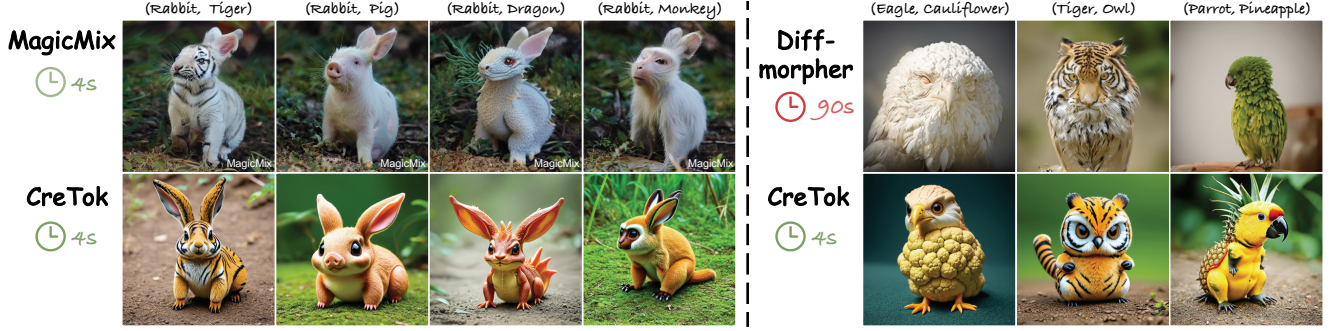 (Rabbit, Tiger)
(Rabbit, Pig)
(Rabbit, Dragon)
(Rabbit, Monkey)
MagicMix
4s
MagicMix
MagicMix
MagicMix
MagicMix
CreTok
4s
(Eagle, Cauliflower)
(Tiger, Owl)
(Parrot, Pineapple)
Diff-
morpher
90s
CreTok
4s